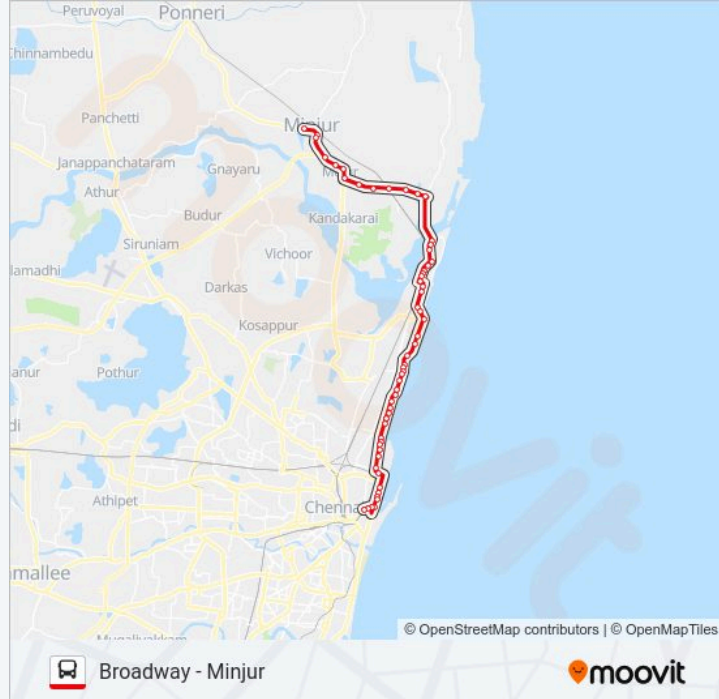 Peruvoyal
Ponneri
Chinnambedu
Panchetti
Minjur
Janappanchataram
Gnayaru
Athur
Budur
Kandakarai
Siruniam
Vichoor
Darkas
Kosappur
Pothur
Athipet
Chenna
© OpenStreetMap contributors | © OpenMapTiles
Broadway - Minjur
moovit